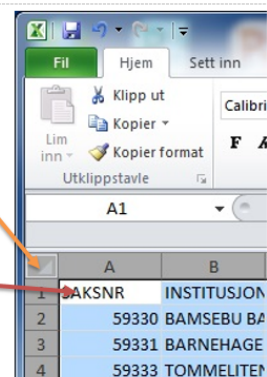 Fil Hjem Sett inn
Klipp ut
Kopier
Kopier format
Lim
inn
Utklippstavle
Calibri
F
A1
A B
1 SAKSNR INSTITUSJON
2 59330 BAMSEBU BA
3 59331 BARNEHAGE
4 59333 TOMMELITEN